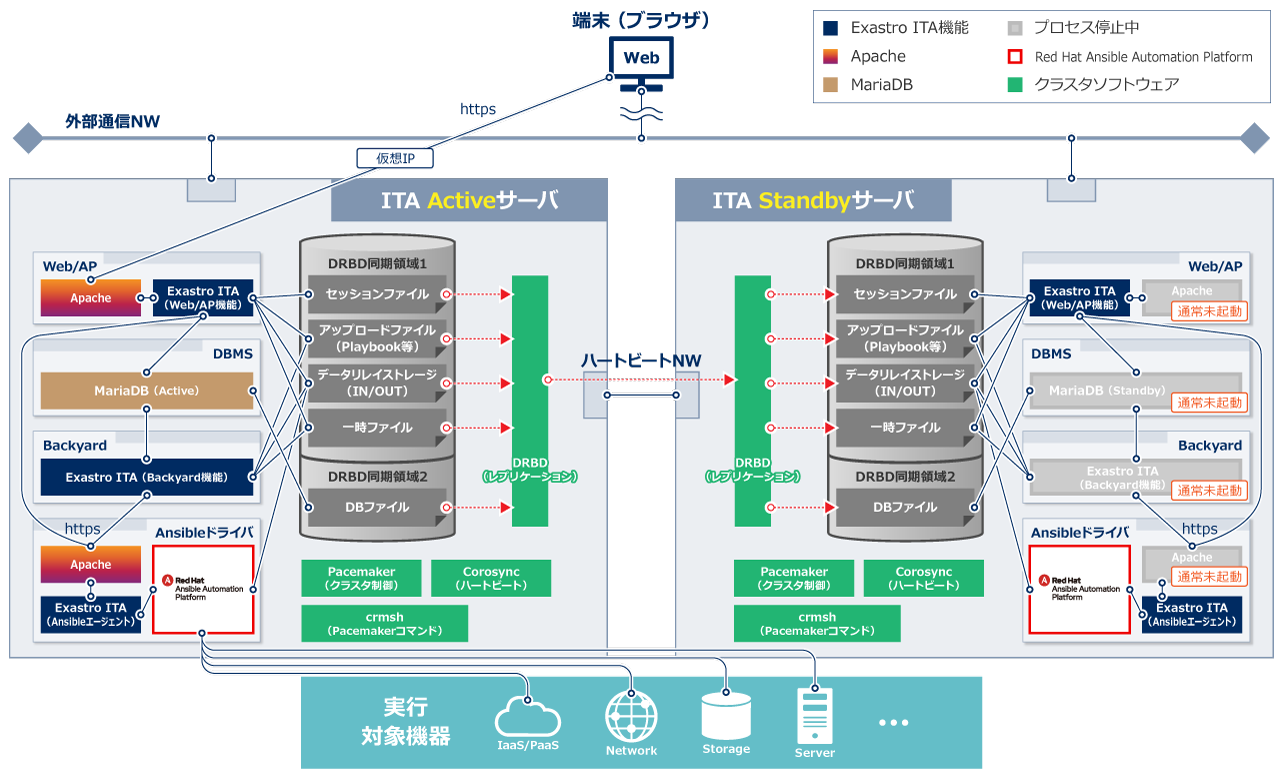 端末（ブラウザ）
Web
Exastro ITA機能
プロセス停止中
Apache
Red Hat Ansible Automation Platform
MariaDB
クラスタソフトウェア
https
外部通信NW
仮想IP
ITA Activeサーバ
Web/AP
Apache
Exastro ITA
（Web/AP機能）
DBMS
MariaDB（Active）
Backyard
Exastro ITA（Backyard機能）
https
Ansibleドライバ
Apache
Exastro ITA
（Ansibleエージェント）
Red Hat
Ansible Automation
Platform
DRBD同期領域1
セッションファイル
アップロードファイル
（Playbook等）
データリレイストレージ
（IN/OUT）
一時ファイル
DRBD同期領域2
DBファイル
DRBD
（レプリケーション）
Pacemaker
（クラスタ制御）
Corosync
（ハートビート）
crmsh
（Pacemakerコマンド）
ハートビートNW
ITA Standbyサーバ
DRBD
（レプリケーション）
DRBD同期領域1
セッションファイル
アップロードファイル
（Playbook等）
データリレイストレージ
（IN/OUT）
一時ファイル
DRBD同期領域2
DBファイル
Pacemaker
（クラスタ制御）
Corosync
（ハートビート）
crmsh
（Pacemakerコマンド）
Web/AP
Exastro ITA
（Web/AP機能）
Apache
通常未起動
DBMS
MariaDB（Standby）
通常未起動
Backyard
Exastro ITA
（Backyard機能）
通常未起動
Ansibleドライバ
https
Red Hat
Ansible Automation
Platform
Apache
通常未起動
Exastro ITA
（Ansibleエージェント）
実行
対象機器
IaaS/PaaS
Network
Storage
Server
…